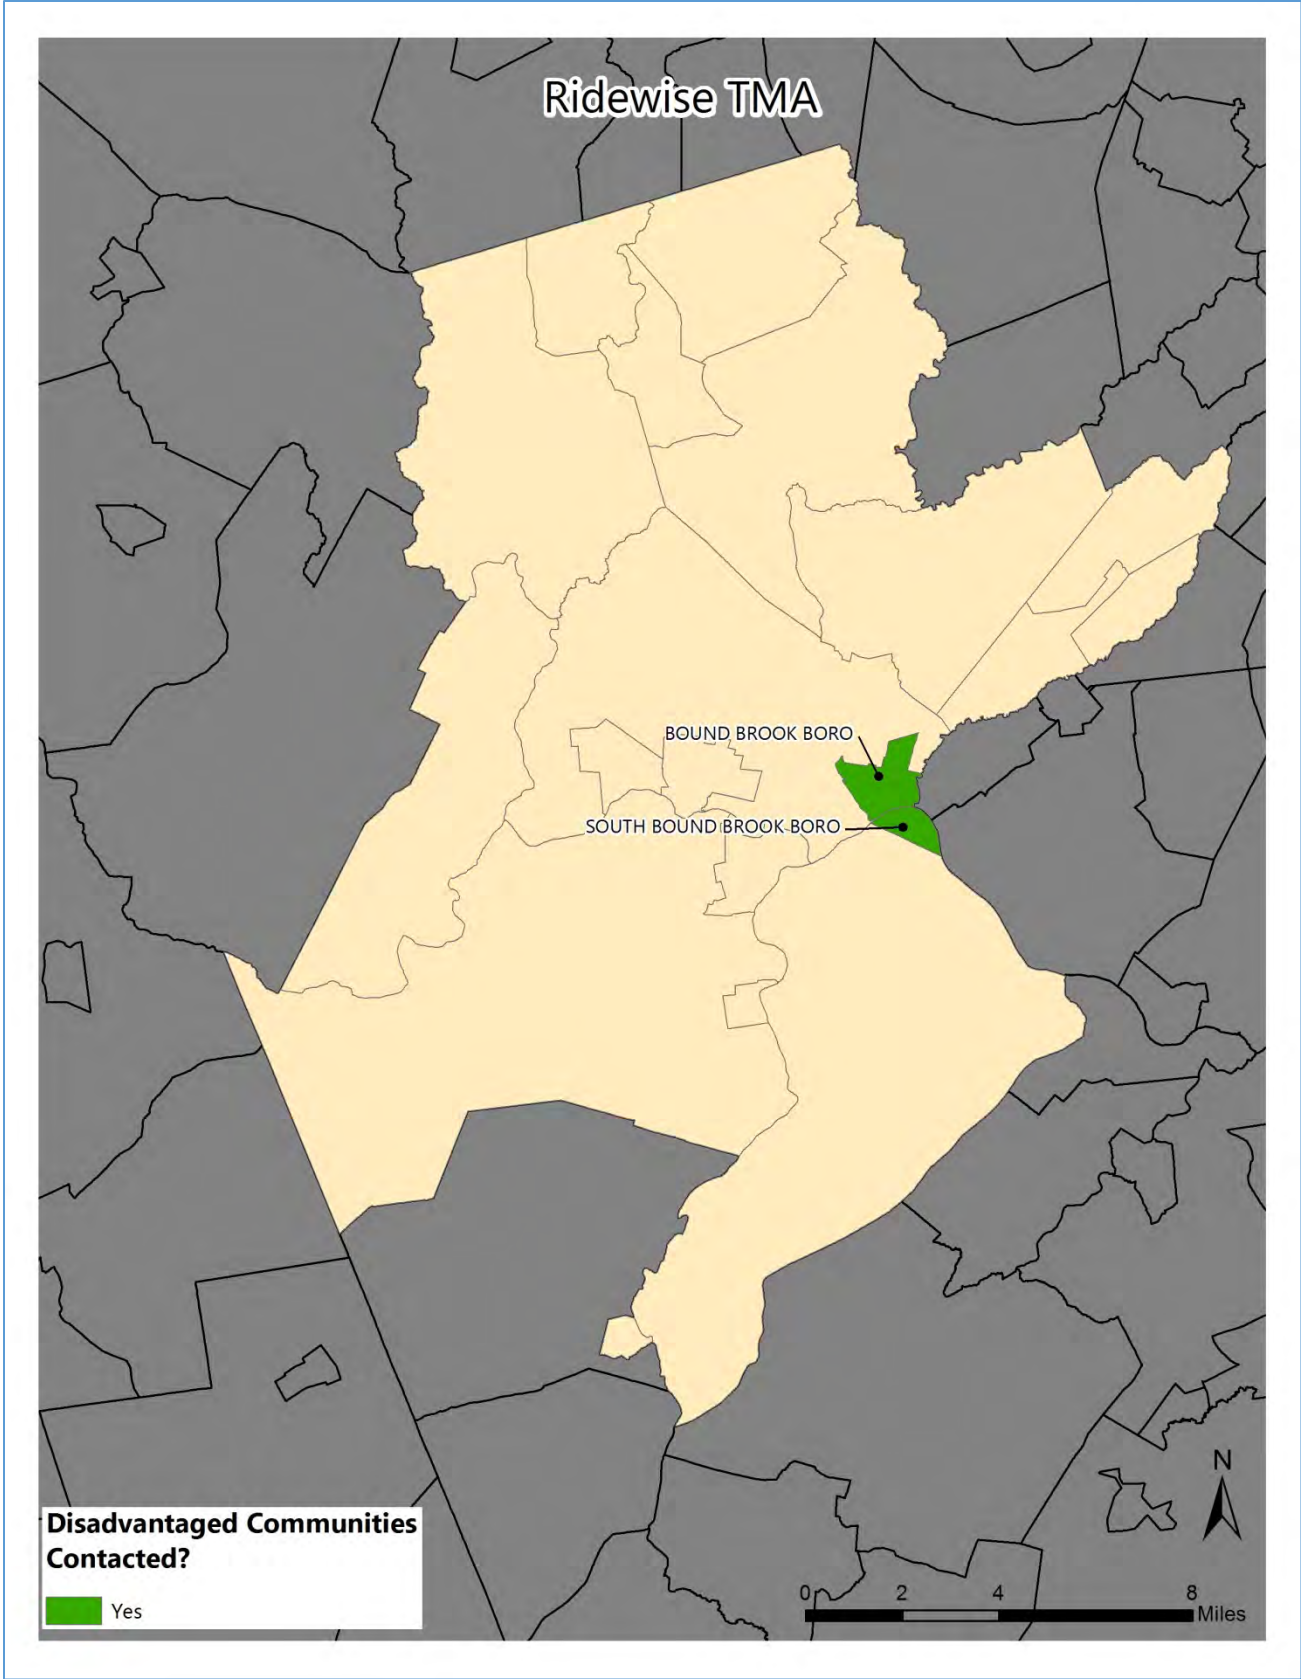 Ridewise TMA
BOUND BROOK BORO
SOUTH BOUND BROOK BORO
Disadvantaged Communities
Contacted?
Yes
N
0 2 4 8
Miles